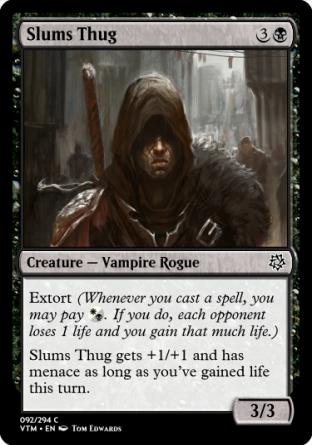 Slums Thug 3
Creature — Vampire Rogue
Extort (Whenever you cast a spell, you
may pay . If you do, each opponent
loses 1 life and you gain that much life.)
Slums Thug gets +1/+1 and has
menace as long as you've gained life
this turn.
3/3
092/294 C
VTM • EN Tom Edwards